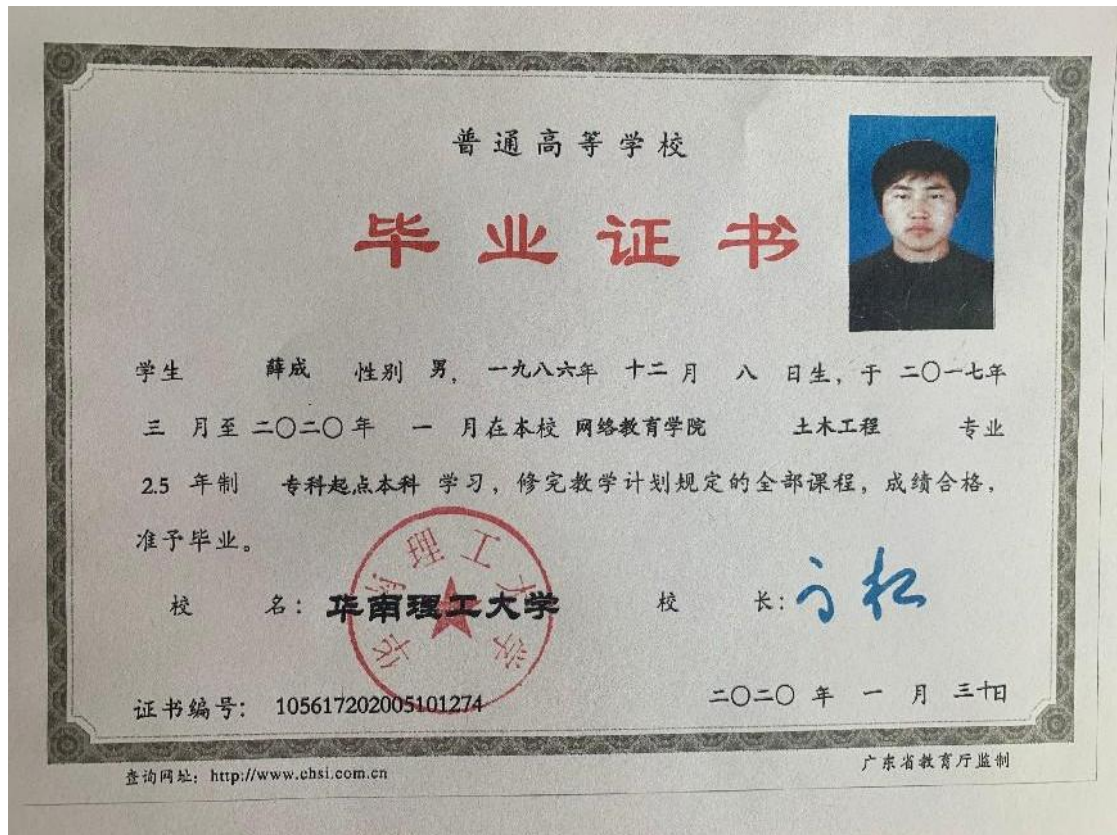 普通高等学校
毕业证书
学生 薛成 性别 男, 一九八六年 十二 月 八 日生, 于 二〇一七年
三 月至 二〇二〇 年 一 月在本校 网络教育学院 土木工程 专业
2.5 年制 专科起点本科 学习, 修完教学计划规定的全部课程, 成绩合格,
准予毕业。
华南理工大学
校 名: 华南理工大学 校 长:
证书编号: 105617202005101274 二〇二〇 年 一 月 三十日
查询网址: http://www.chsi.com.cn 广东省教育厅监制